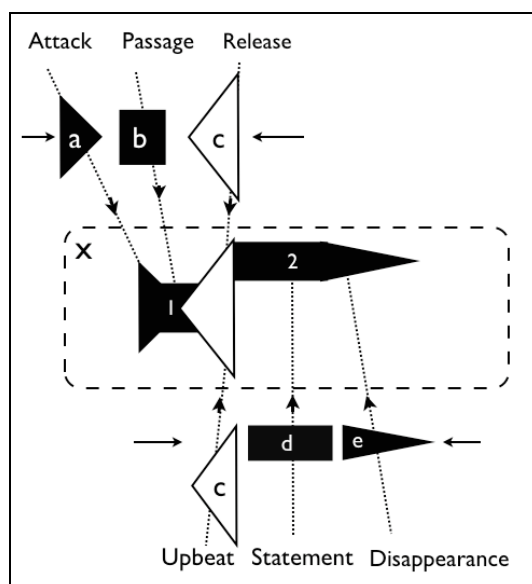 Attack Passage Release
a b c
x
1 2
c d e
Upbeat Statement Disappearance